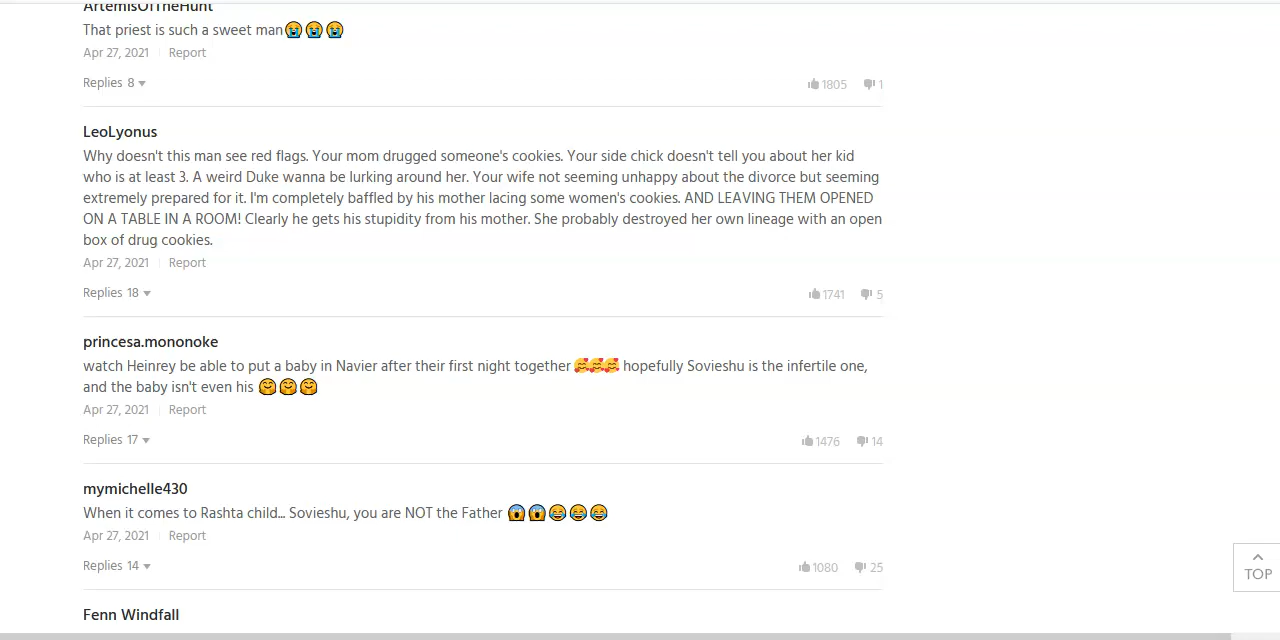 ArtemisOfTheHunt
That priest is such a sweet man😭😭😭
Apr 27, 2021 Report
Replies 8
1805 1
LeoLyonus
Why doesn't this man see red flags. Your mom drugged someone's cookies. Your side chick doesn't tell you about her kid
who is at least 3. A weird Duke wanna be lurking around her. Your wife not seeming unhappy about the divorce but seeming
extremely prepared for it. I'm completely baffled by his mother lacing some women's cookies. AND LEAVING THEM OPENED
ON A TABLE IN A ROOM! Clearly he gets his stupidity from his mother. She probably destroyed her own lineage with an open
box of drug cookies.
Apr 27, 2021 Report
Replies 18
1741 5
princesa.mononoke
watch Heinrey be able to put a baby in Navier after their first night together 🥰🥰🥰 hopefully Sovieshu is the infertile one,
and the baby isn't even his 🤗🤗🤗
Apr 27, 2021 Report
Replies 17
1476 14
mymichelle430
When it comes to Rashta child... Sovieshu, you are NOT the Father 😱😱😂😂😂
Apr 27, 2021 Report
Replies 14
1080 25
TOP
Fenn Windfall